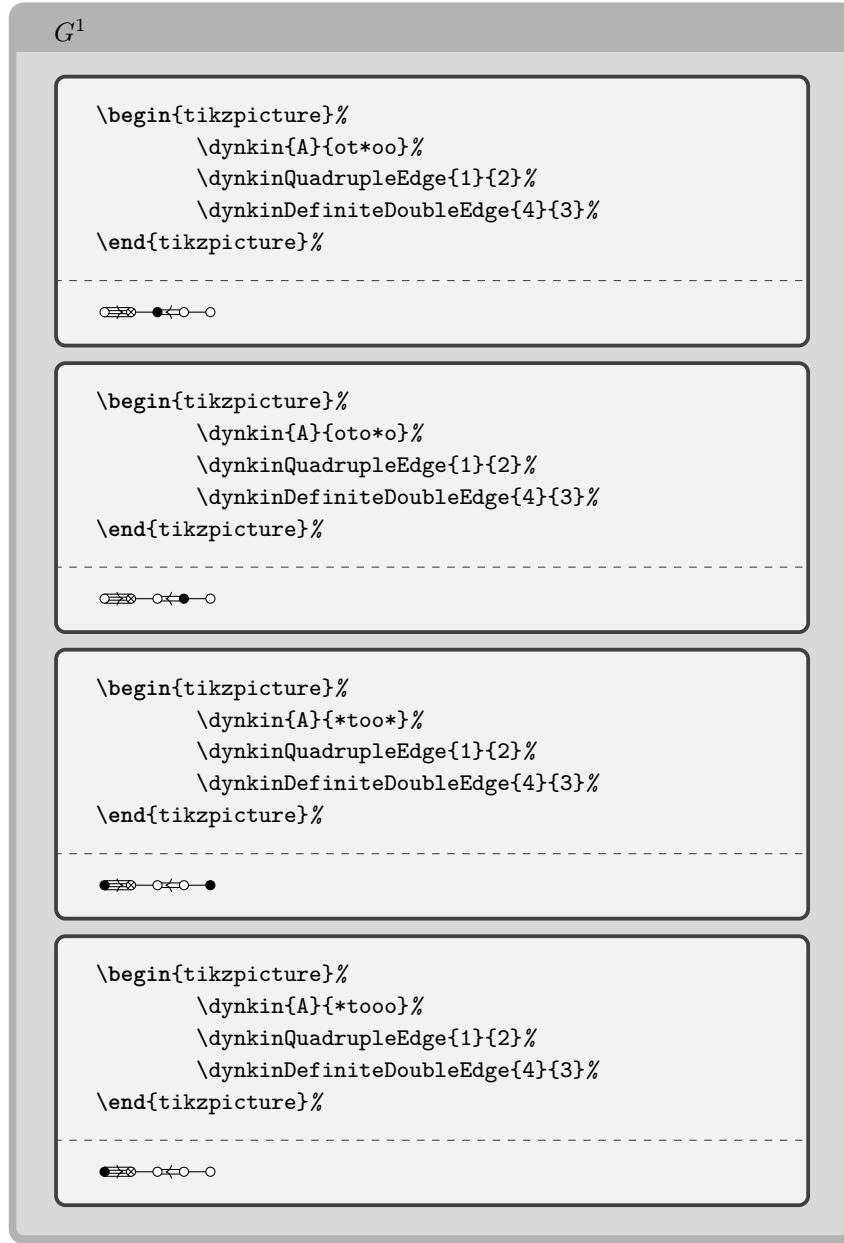 G¹
\begin{tikzpicture}%
\dynkin{A}{ot*oo}%
\dynkinQuadrupleEdge{1}{2}%
\dynkinDefiniteDoubleEdge{4}{3}%
\end{tikzpicture}%
\begin{tikzpicture}%
\dynkin{A}{oto*o}%
\dynkinQuadrupleEdge{1}{2}%
\dynkinDefiniteDoubleEdge{4}{3}%
\end{tikzpicture}%
\begin{tikzpicture}%
\dynkin{A}{*too*}%
\dynkinQuadrupleEdge{1}{2}%
\dynkinDefiniteDoubleEdge{4}{3}%
\end{tikzpicture}%
\begin{tikzpicture}%
\dynkin{A}{*tooo}%
\dynkinQuadrupleEdge{1}{2}%
\dynkinDefiniteDoubleEdge{4}{3}%
\end{tikzpicture}%